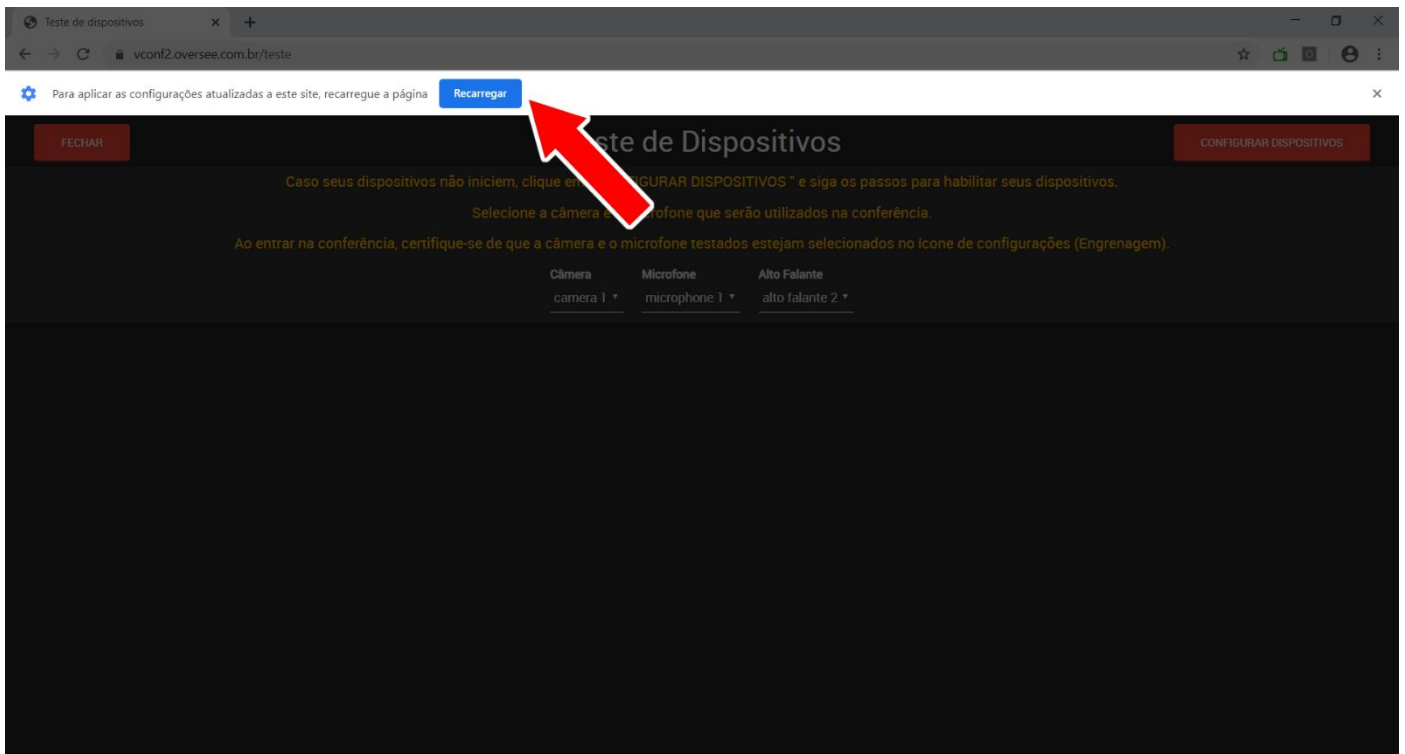 Teste de dispositivos
vconf2.oversee.com.br/teste
Para aplicar as configurações atualizadas a este site, recarregue a página Recarregar
FECHAR
ste de Dispositivos
CONFIGURAR DISPOSITIVOS
Caso seus dispositivos não iniciem, clique em GURAR DISPOSITIVOS " e siga os passos para habilitar seus dispositivos.
Selecione a câmera e rofone que serão utilizados na conferência.
Ao entrar na conferência, certifique-se de que a câmera e o microfone testados estejam selecionados no ícone de configurações (Engrenagem).
Câmera Microfone Alto Falante
camera 1 microphone 1 alto falante 2